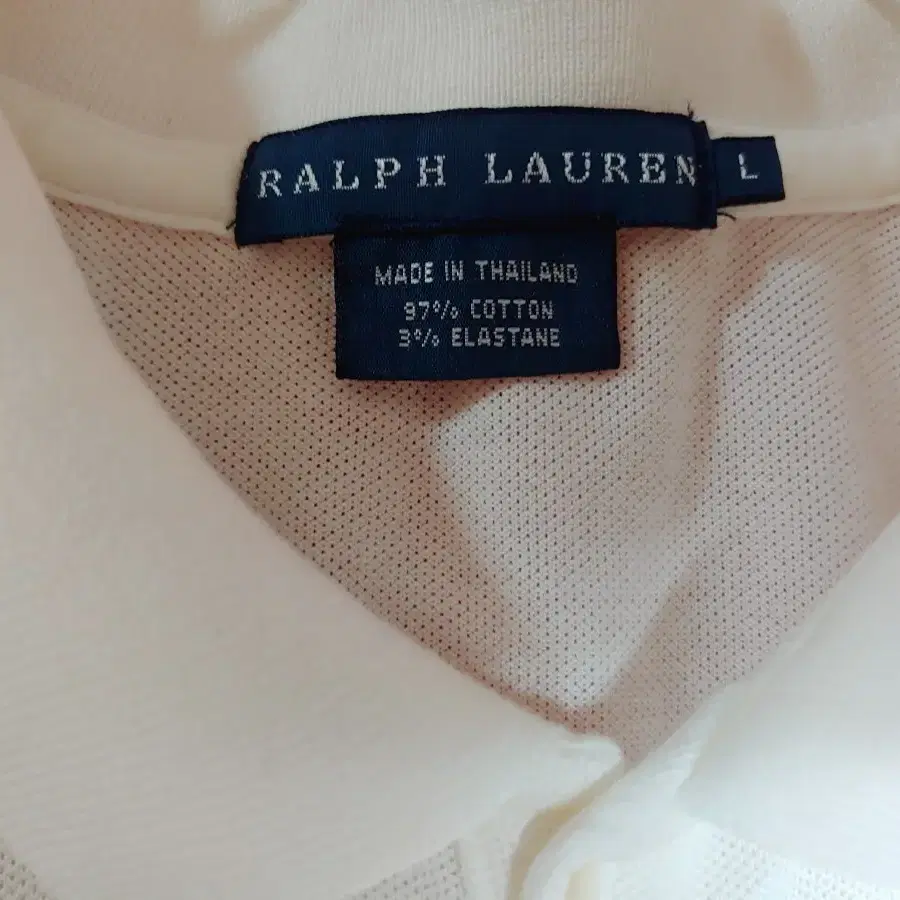 RALPH LAUREN
L
MADE IN THAILAND
97% COTTON
3% ELASTANE